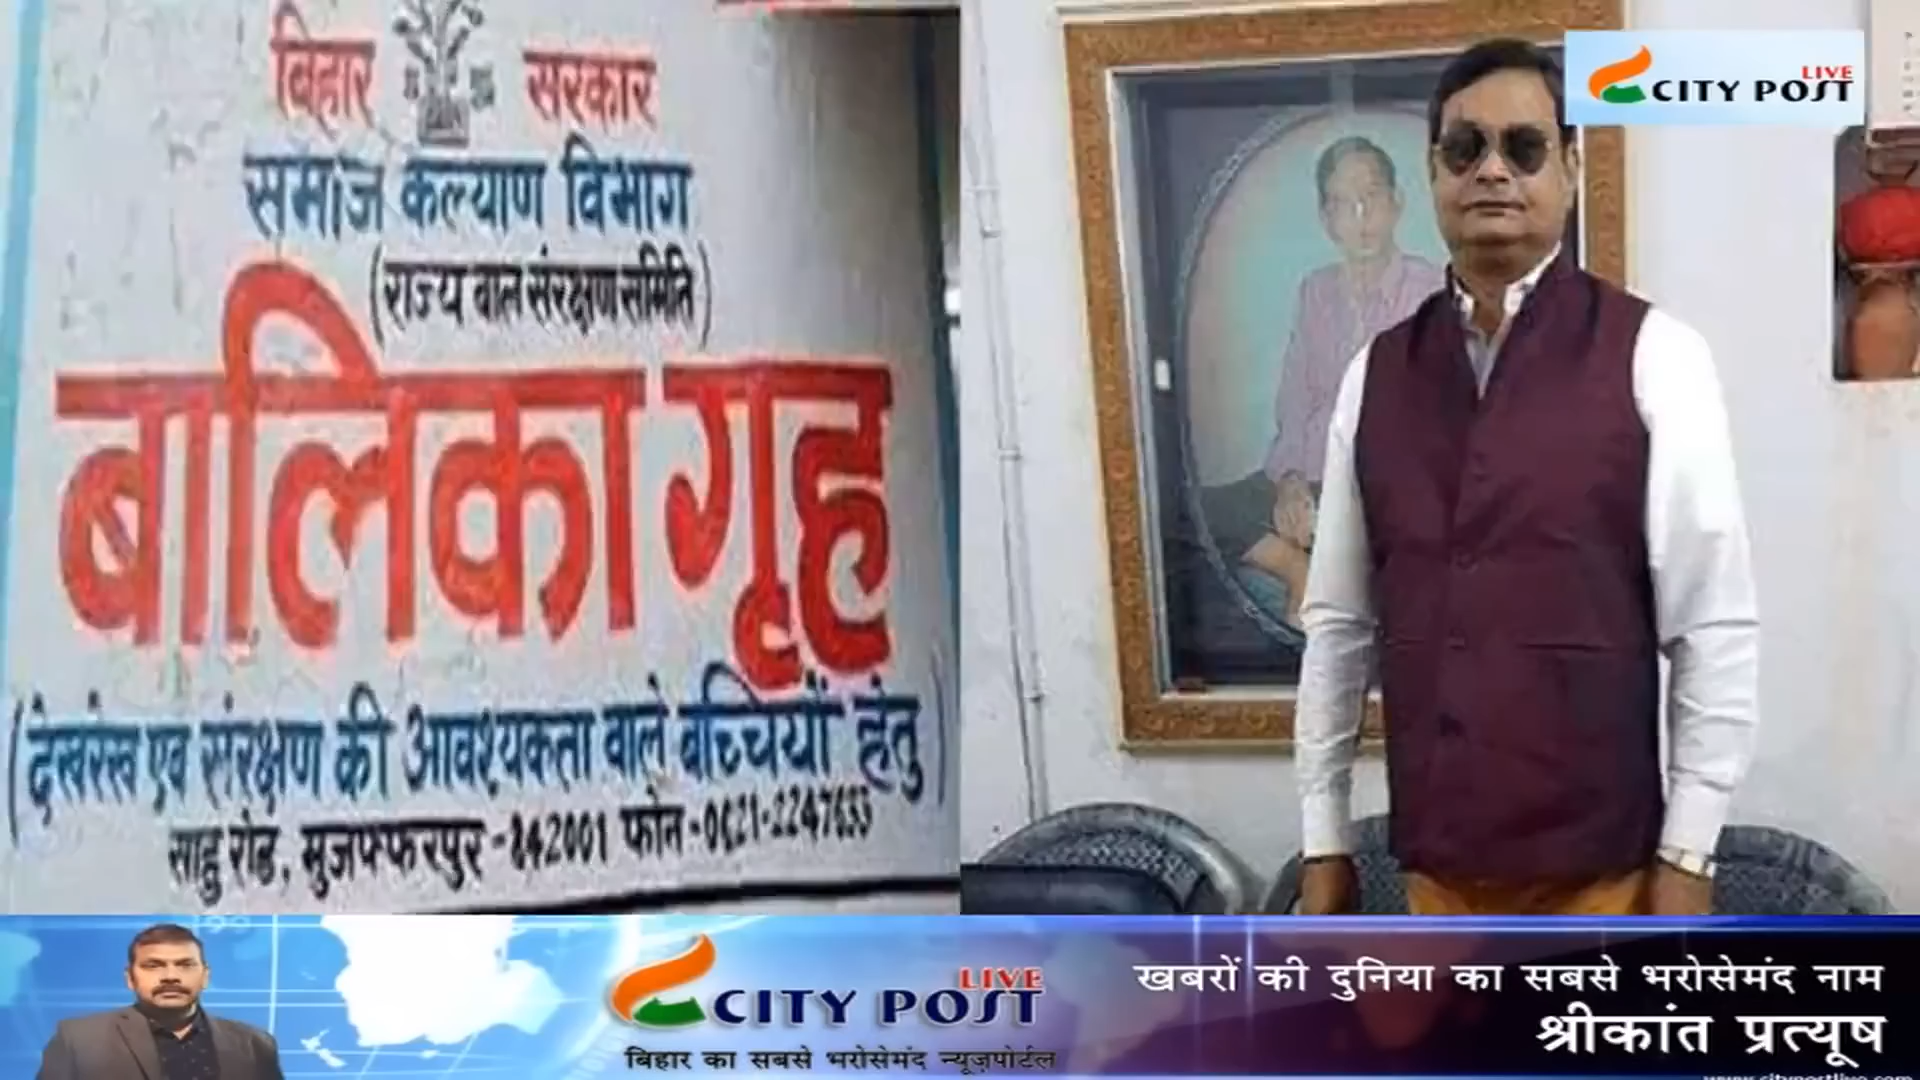 बिहार सरकार
समाज कल्याण विभाग
(राज्य बाल संरक्षण समिति)
बालिका गृह
(देखरेख एवं संरक्षण की आवश्यकता वाले बच्चियों हेतु)
साहु रोड, मुजफ्फरपुर-842001 फोन-0621-2247633
LIVE
CITY POST
LIVE
CITY POST
बिहार का सबसे भरोसेमंद न्यूज़पोर्टल
खबरों की दुनिया का सबसे भरोसेमंद नाम
श्रीकांत प्रत्यूष